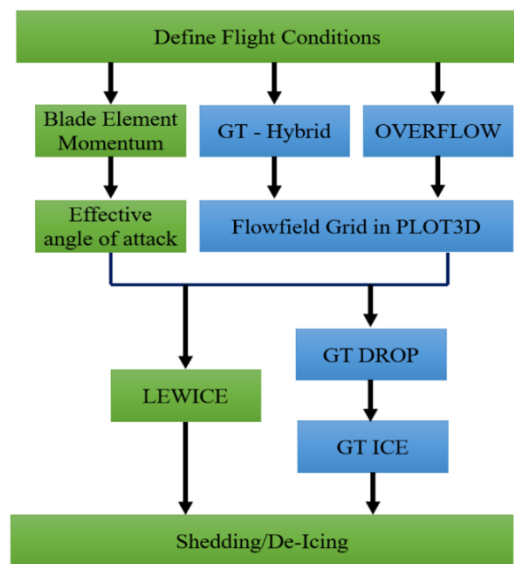 Define Flight Conditions
Blade Element
Momentum
GT - Hybrid
OVERFLOW
Effective
angle of attack
Flowfield Grid in PLOT3D
GT DROP
LEWICE
GT ICE
Shedding/De-Icing